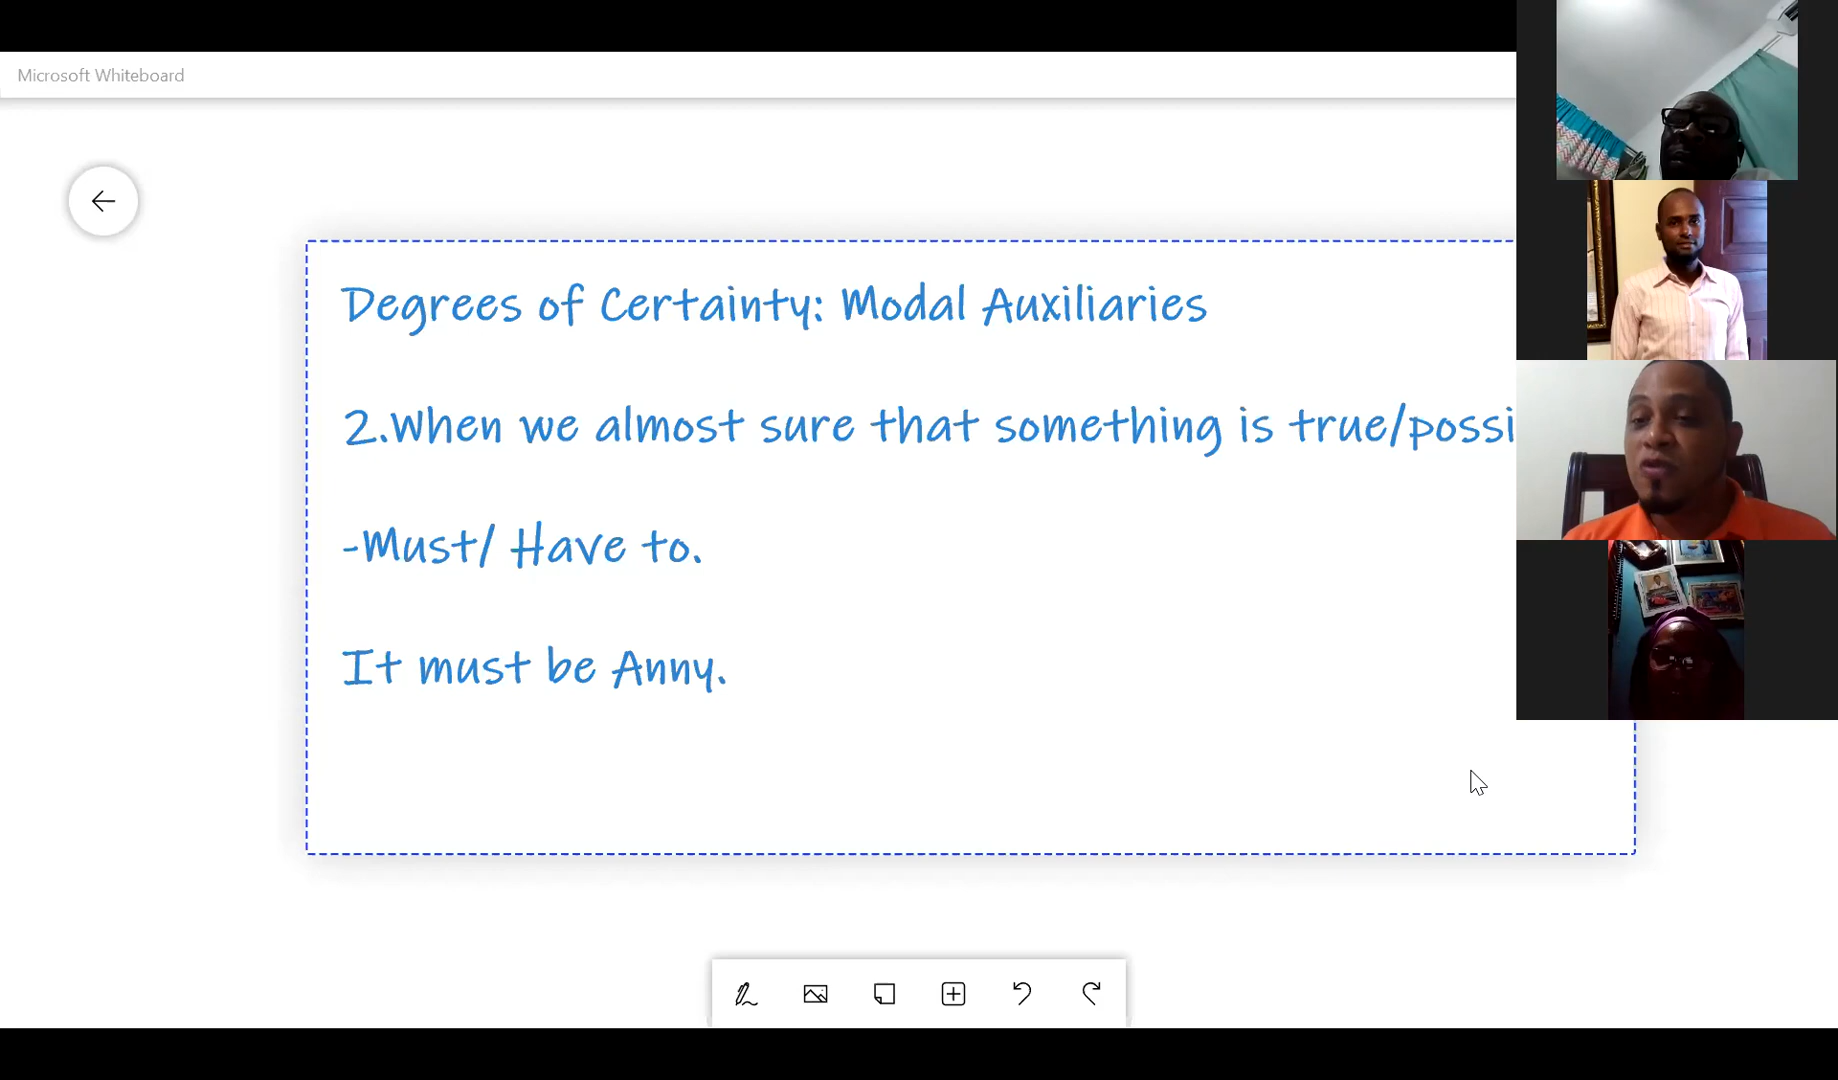 Microsoft Whiteboard
Degrees of Certainty: Modal Auxiliaries
2.When we almost sure that something is true/possi
-Must/ Have to.
It must be Anny.